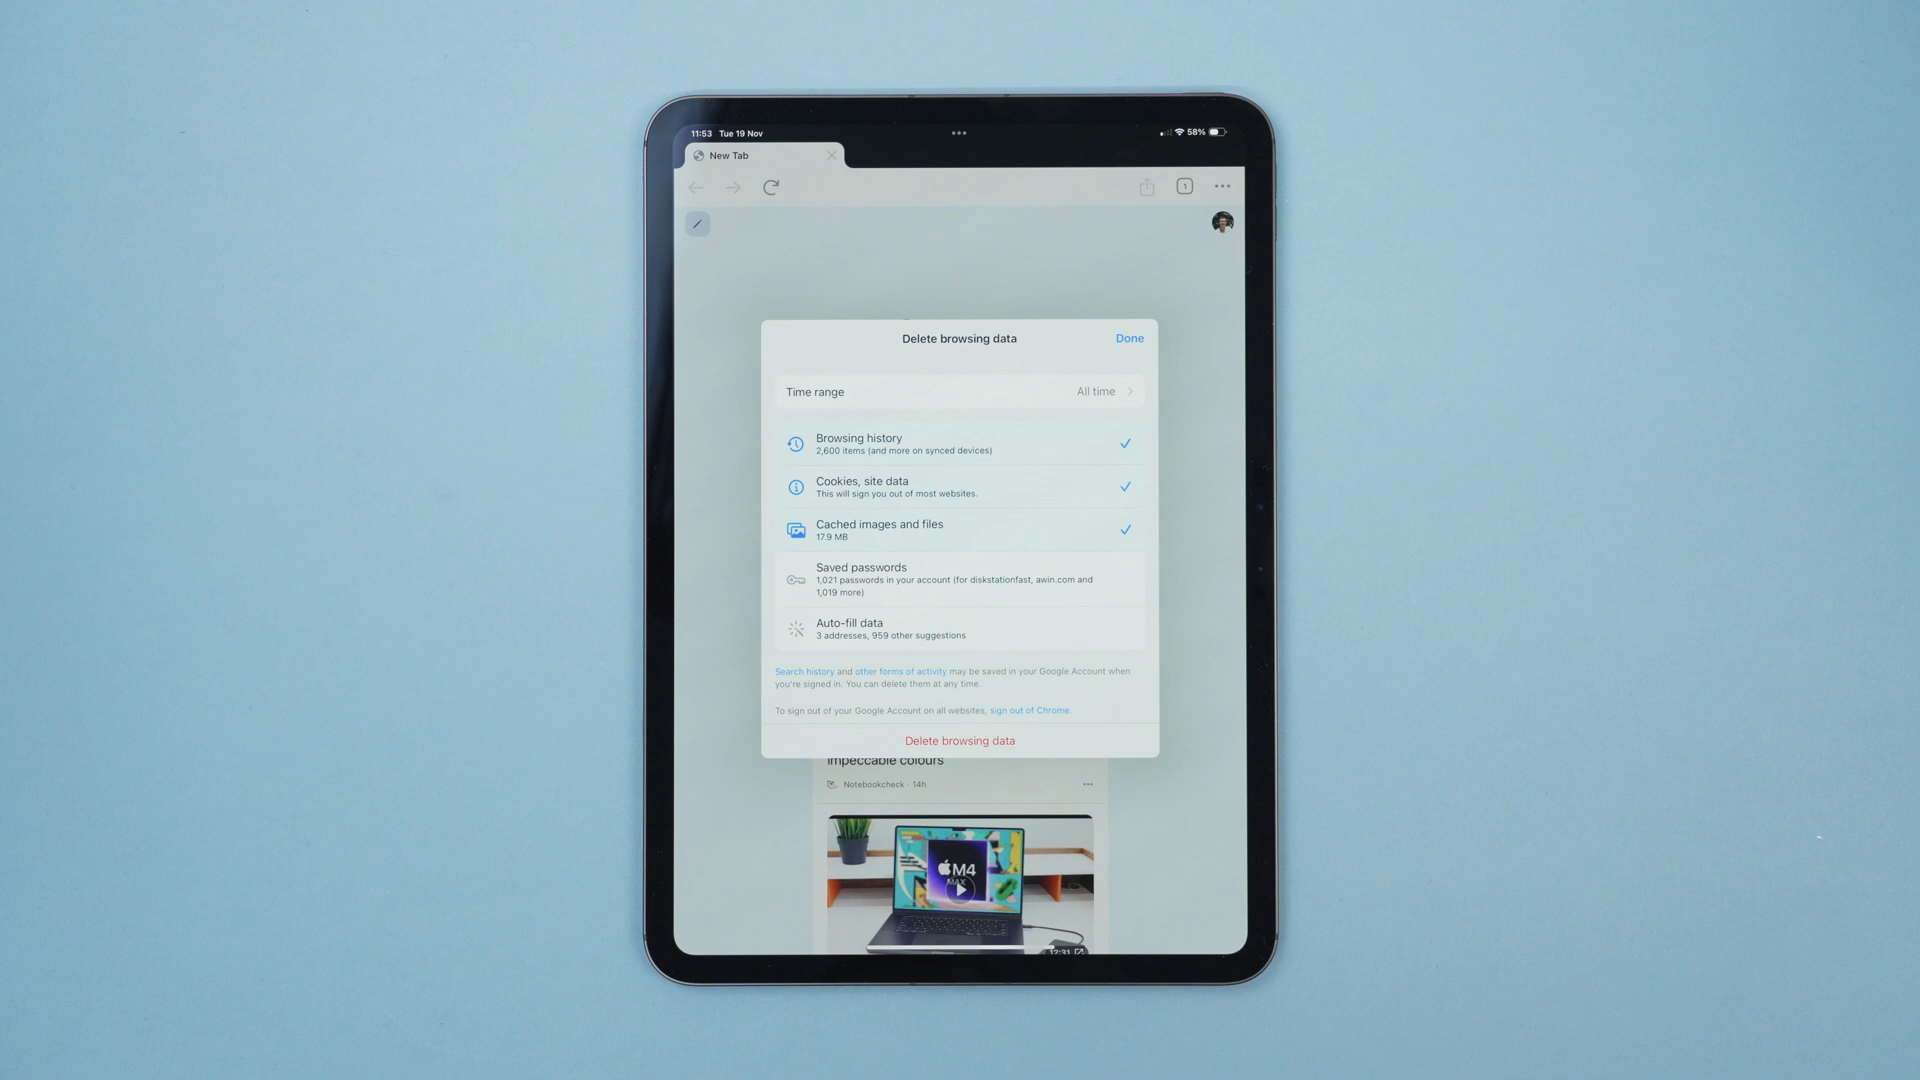 11:53 Tue 19 Nov
58%
New Tab
1
Delete browsing data
Done
Time range
All time
Browsing history
2,600 items (and more on synced devices)
Cookies, site data
This will sign you out of most websites.
Cached images and files
17.9 MB
Saved passwords
1,021 passwords in your account (for diskstationfast, awin.com and
1,019 more)
Auto-fill data
3 addresses, 959 other suggestions
Search history and other forms of activity may be saved in your Google Account when
you're signed in. You can delete them at any time.
To sign out of your Google Account on all websites, sign out of Chrome.
Delete browsing data
impeccable colours
Notebookcheck · 14h
M4
MAX
12:31